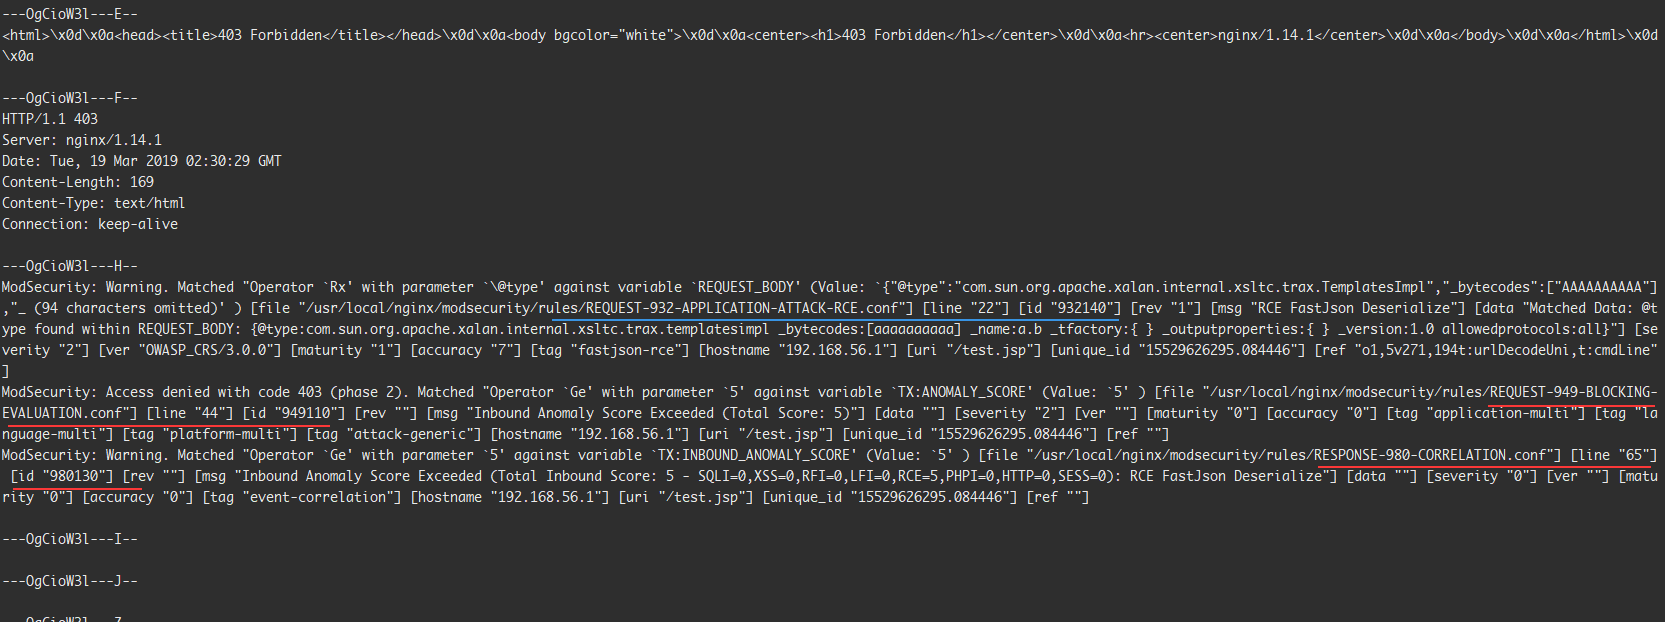 ---OgCioW3l---E--
<html>\x0d\x0a<head><title>403 Forbidden</title></head>\x0d\x0a<body bgcolor="white">\x0d\x0a<center><h1>403 Forbidden</h1></center>\x0d\x0a<hr><center>nginx/1.14.1</center>\x0d\x0a</body>\x0d\x0a</html>\x0d
\x0a
---OgCioW3l---F--
HTTP/1.1 403
Server: nginx/1.14.1
Date: Tue, 19 Mar 2019 02:30:29 GMT
Content-Length: 169
Content-Type: text/html
Connection: keep-alive
---OgCioW3l---H--
ModSecurity: Warning. Matched "Operator `Rx' with parameter `\@type' against variable `REQUEST_BODY' (Value: `{"@type":"com.sun.org.apache.xalan.internal.xsltc.trax.TemplatesImpl","_bytecodes":["AAAAAAAAAA"]
,"_ (94 characters omitted)' ) [file "/usr/local/nginx/modsecurity/rules/REQUEST-932-APPLICATION-ATTACK-RCE.conf"] [line "22"] [id "932140"] [rev "1"] [msg "RCE FastJson Deserialize"] [data "Matched Data: @t
ype found within REQUEST_BODY: {@type:com.sun.org.apache.xalan.internal.xsltc.trax.templatesimpl _bytecodes:[aaaaaaaaaa] _name:a.b _tfactory:{ } _outputproperties:{ } _version:1.0 allowedprotocols:all}"] [se
verity "2"] [ver "OWASP_CRS/3.0.0"] [maturity "1"] [accuracy "7"] [tag "fastjson-rce"] [hostname "192.168.56.1"] [uri "/test.jsp"] [unique_id "15529626295.084446"] [ref "o1,5v271,194t:urlDecodeUni,t:cmdLine"
]
ModSecurity: Access denied with code 403 (phase 2). Matched "Operator `Ge' with parameter `5' against variable `TX:ANOMALY_SCORE' (Value: `5' ) [file "/usr/local/nginx/modsecurity/rules/REQUEST-949-BLOCKING-
EVALUATION.conf"] [line "44"] [id "949110"] [rev ""] [msg "Inbound Anomaly Score Exceeded (Total Score: 5)"] [data ""] [severity "2"] [ver ""] [maturity "0"] [accuracy "0"] [tag "application-multi"] [tag "la
nguage-multi"] [tag "platform-multi"] [tag "attack-generic"] [hostname "192.168.56.1"] [uri "/test.jsp"] [unique_id "15529626295.084446"] [ref ""]
ModSecurity: Warning. Matched "Operator `Ge' with parameter `5' against variable `TX:INBOUND_ANOMALY_SCORE' (Value: `5' ) [file "/usr/local/nginx/modsecurity/rules/RESPONSE-980-CORRELATION.conf"] [line "65"]
[id "980130"] [rev ""] [msg "Inbound Anomaly Score Exceeded (Total Inbound Score: 5 - SQLI=0,XSS=0,RFI=0,LFI=0,RCE=5,PHPI=0,HTTP=0,SESS=0): RCE FastJson Deserialize"] [data ""] [severity "0"] [ver ""] [matu
rity "0"] [accuracy "0"] [tag "event-correlation"] [hostname "192.168.56.1"] [uri "/test.jsp"] [unique_id "15529626295.084446"] [ref ""]
---OgCioW3l---I--
---OgCioW3l---J--
---OgCioW3l---Z--